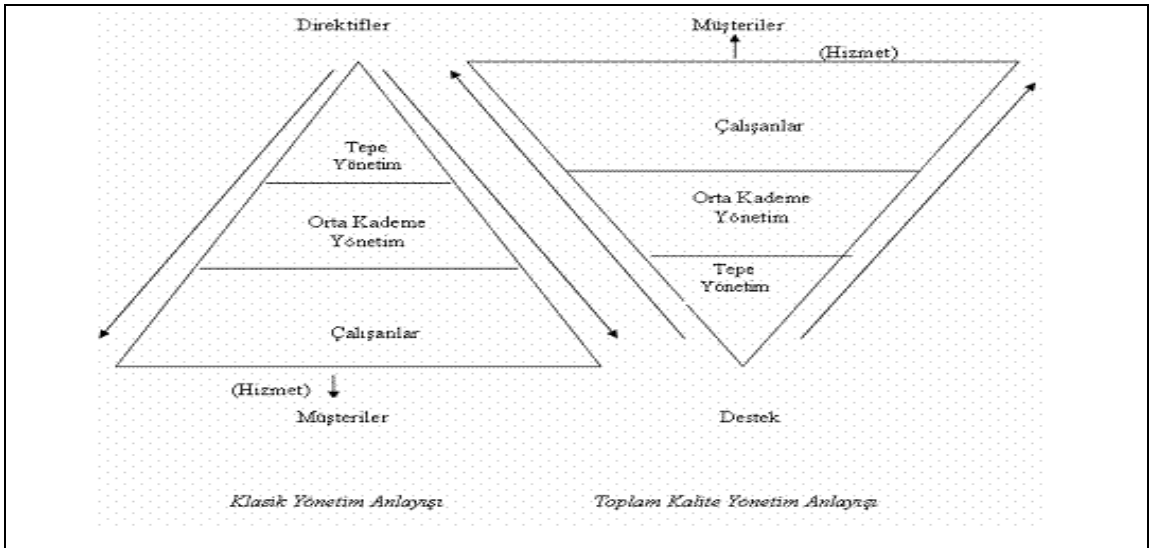 Direktifler
Tepe
Yönetim
Orta Kademe
Yönetim
Çalışanlar
(Hizmet)
Müşteriler
Klasik Yönetim Anlayışı
Müşteriler
(Hizmet)
Çalışanlar
Orta Kademe
Yönetim
Tepe
Yönetim
Destek
Toplam Kalite Yönetim Anlayışı